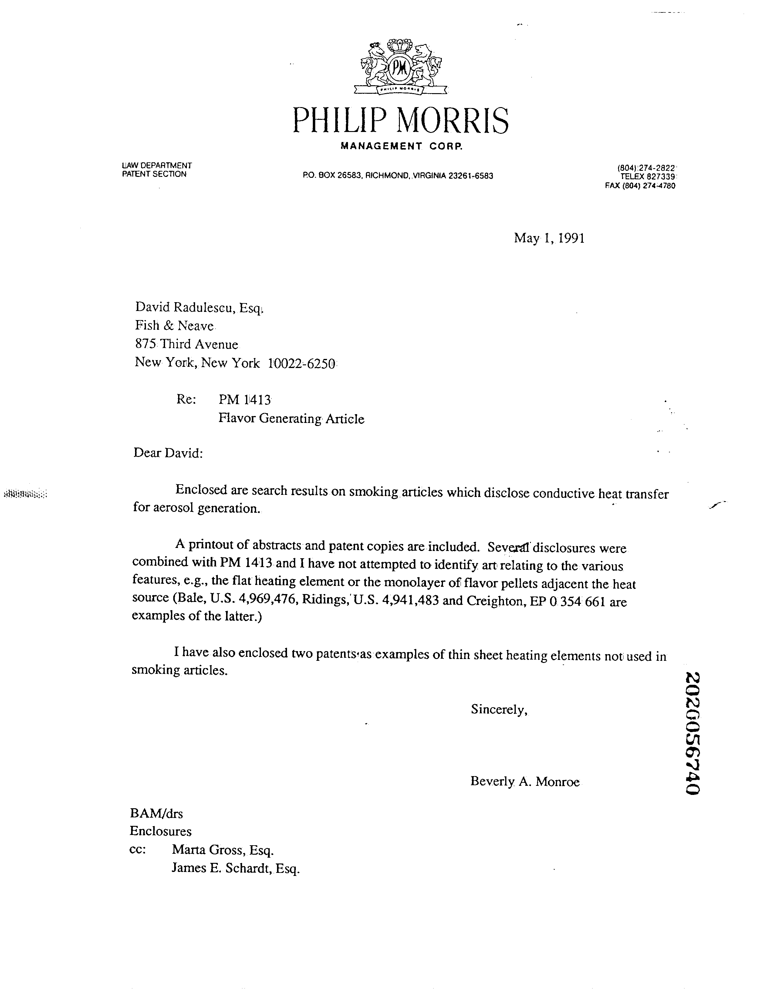 PM
PHILIP MORRIS
PHILIP MORRIS
MANAGEMENT CORP.
LAW DEPARTMENT
PATENT SECTION
P.O. BOX 26583, RICHMOND, VIRGINIA 23261-6583
(804) 274-2822
TELEX 827339
FAX (804) 274-4780
May 1, 1991
David Radulescu, Esq.
Fish & Neave
875 Third Avenue
New York, New York 10022-6250
Re: PM 1413
Flavor Generating Article
Dear David:
Enclosed are search results on smoking articles which disclose conductive heat transfer
for aerosol generation.
A printout of abstracts and patent copies are included. Several disclosures were
combined with PM 1413 and I have not attempted to identify art relating to the various
features, e.g., the flat heating element or the monolayer of flavor pellets adjacent the heat
source (Bale, U.S. 4,969,476, Ridings, U.S. 4,941,483 and Creighton, EP 0 354 661 are
examples of the latter.)
I have also enclosed two patents as examples of thin sheet heating elements not used in
smoking articles.
Sincerely,
Beverly A. Monroe
BAM/drs
Enclosures
cc: Marta Gross, Esq.
James E. Schardt, Esq.
2026056740